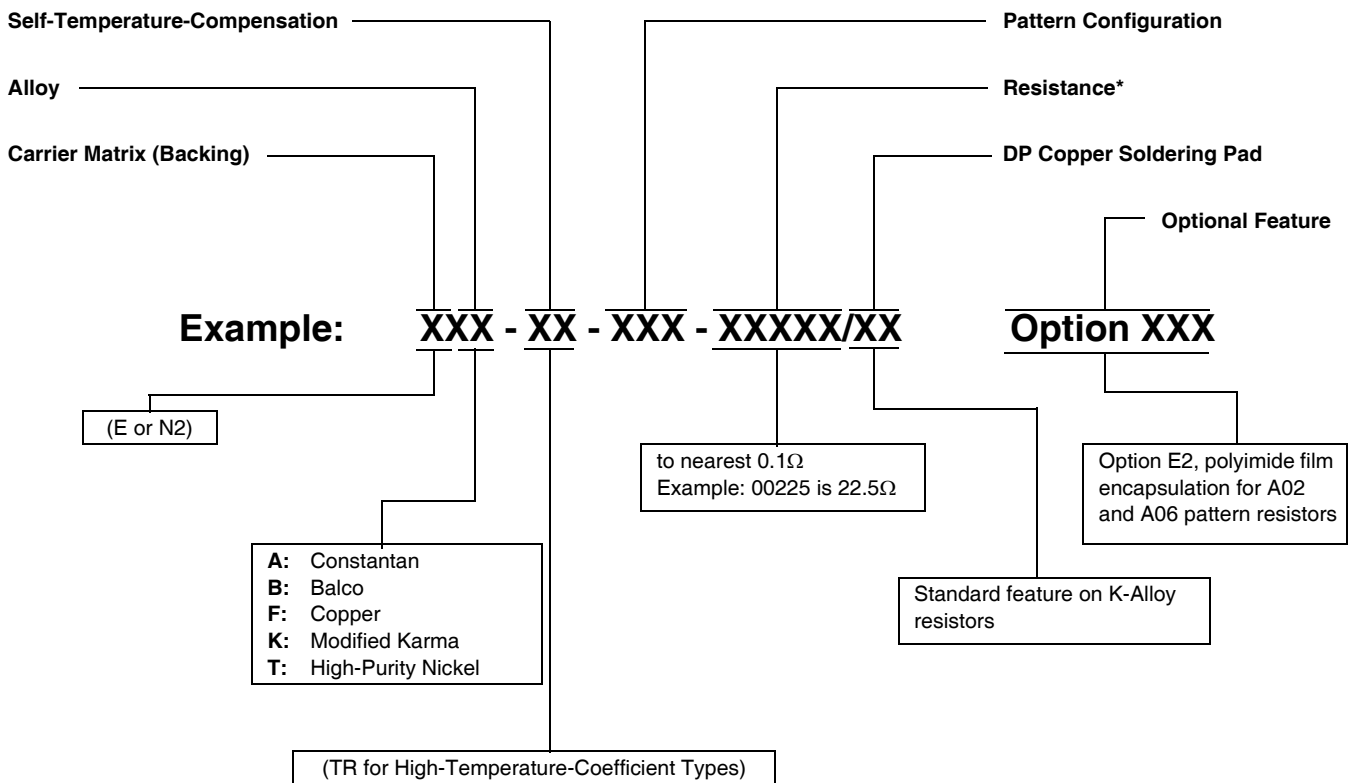 Self-Temperature-Compensation
Pattern Configuration
Alloy
Resistance*
Carrier Matrix (Backing)
DP Copper Soldering Pad
Optional Feature
Example: XXX - XX - XXX - XXXXX/XX Option XXX
(E or N2)
to nearest 0.1Ω
Example: 00225 is 22.5Ω
Option E2, polyimide film
encapsulation for A02
and A06 pattern resistors
A: Constantan
B: Balco
F: Copper
K: Modified Karma
T: High-Purity Nickel
Standard feature on K-Alloy
resistors
(TR for High-Temperature-Coefficient Types)